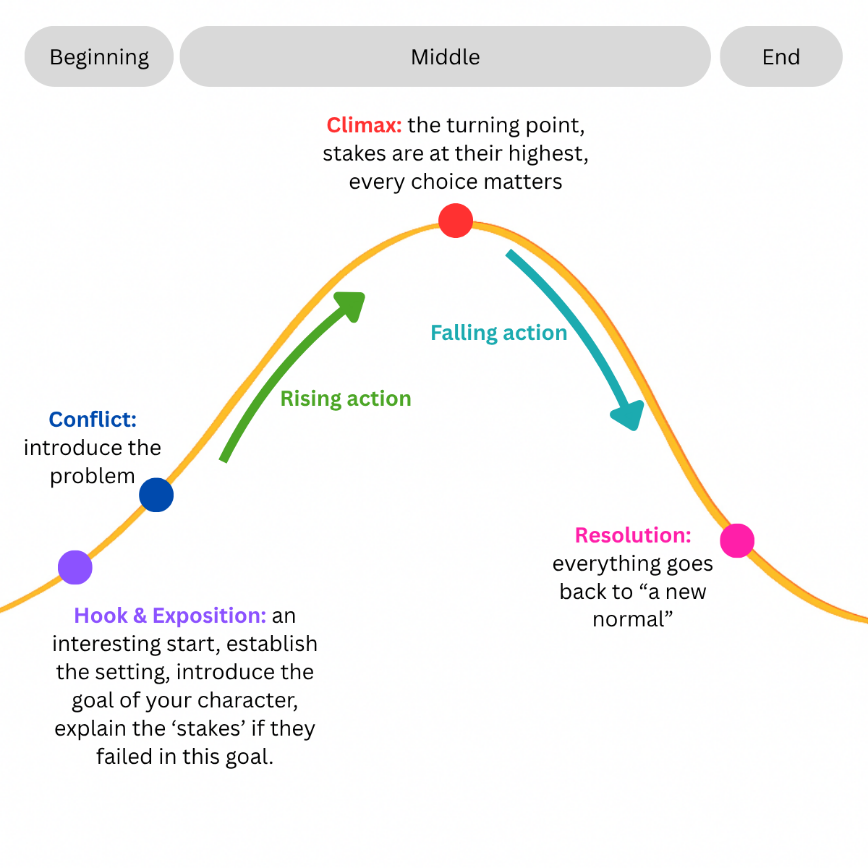 Beginning
Middle
End
Climax: the turning point,
stakes are at their highest,
every choice matters
Falling action
Rising action
Conflict:
introduce the
problem
Resolution:
everything goes
back to “a new
normal”
Hook & Exposition: an
interesting start, establish
the setting, introduce the
goal of your character,
explain the ‘stakes’ if they
failed in this goal.